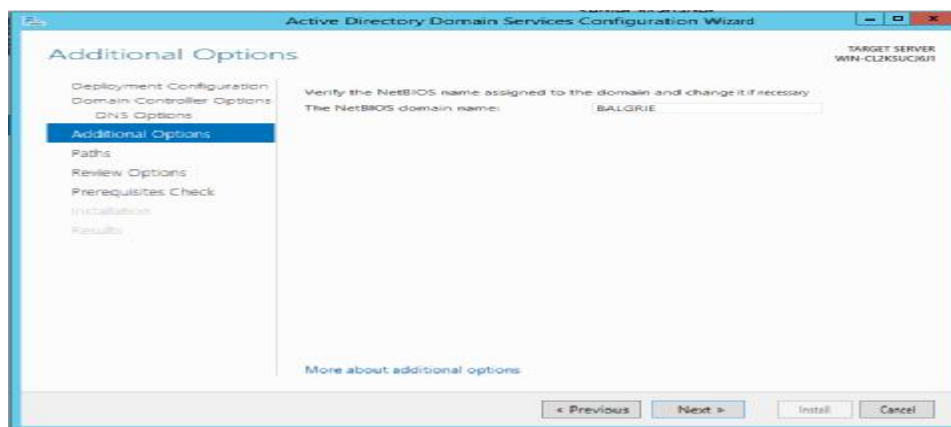 Active Directory Domain Services Configuration Wizard
Additional Options
TARGET SERVER
WIN-CL2KSUCJ6J1
Deployment Configuration
Domain Controller Options
DNS Options
Additional Options
Paths
Review Options
Prerequisites Check
Installation
Results
Verify the NetBIOS name assigned to the domain and change it if necessary
The NetBIOS domain name: BALGRIE
More about additional options
< Previous Next > Install Cancel